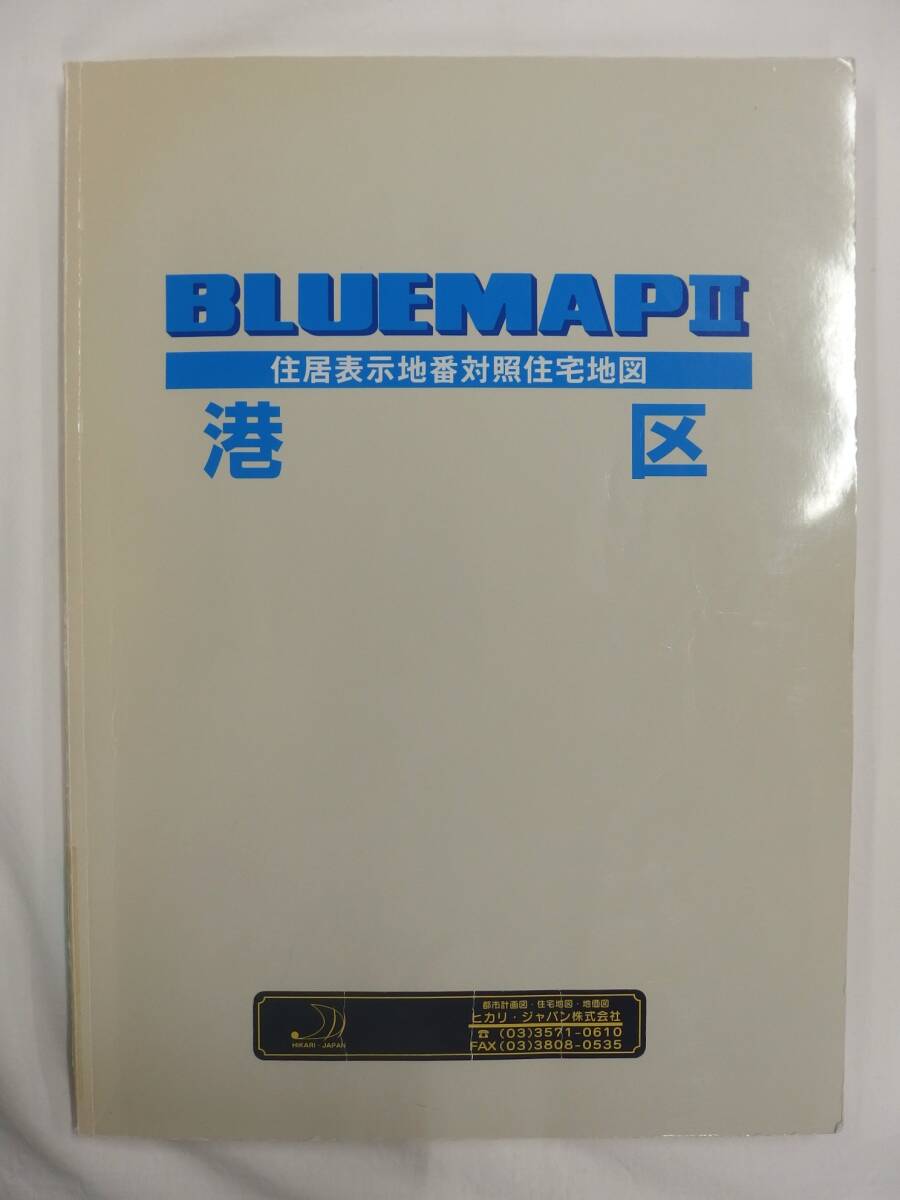 BLUEMAPII
住居表示地番対照住宅地図
港区
都市計画図・住宅地図・地価図
ヒカリ・ジャパン株式会社
☎ (03)3571-0610
FAX(03)3808-0535
HIKARI-JAPAN